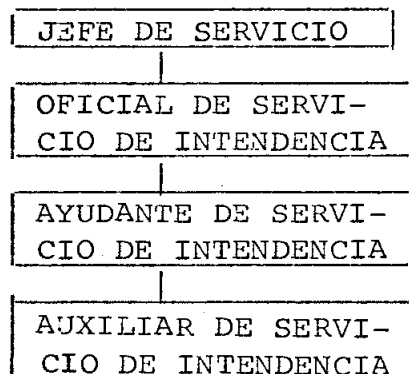 JEFE DE SERVICIO
OFICIAL DE SERVI-
CIO DE INTENDENCIA
AYUDANTE DE SERVI-
CIO DE INTENDENCIA
AUXILIAR DE SERVI-
CIO DE INTENDENCIA